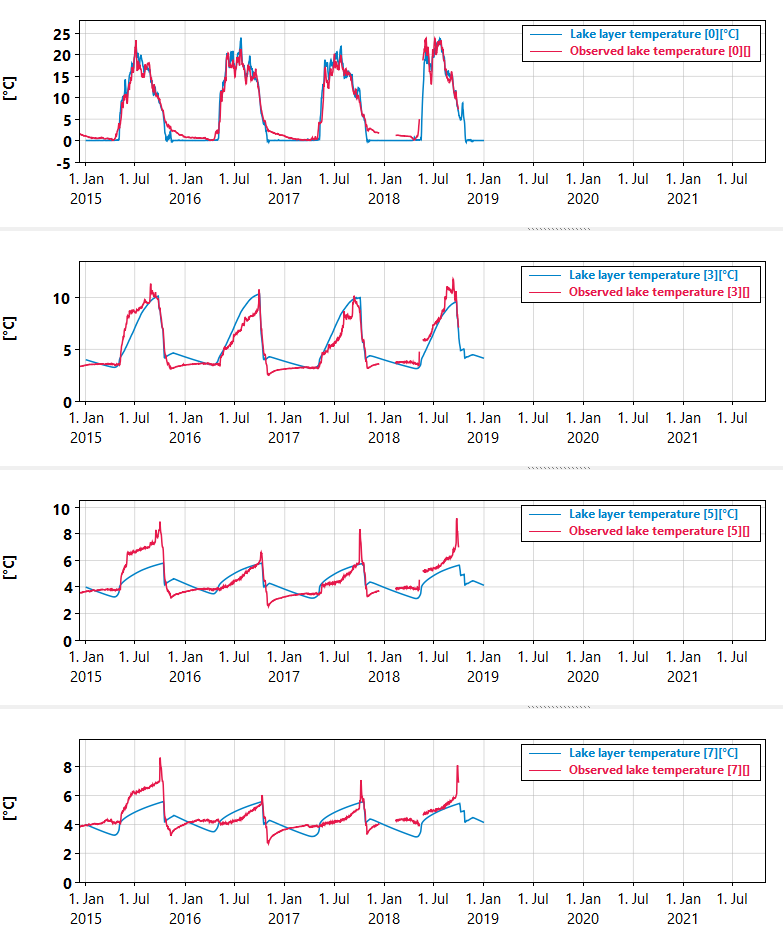 Lake layer temperature [0][°C]
Observed lake temperature [0][]
[°C]
25
20
15
10
5
0
-5
1. Jan 1. Jul 1. Jan 1. Jul 1. Jan 1. Jul 1. Jan 1. Jul 1. Jan 1. Jul 1. Jan 1. Jul 1. Jan 1. Jul
2015 2016 2017 2018 2019 2020 2021
Lake layer temperature [3][°C]
Observed lake temperature [3][]
[°C]
10
5
0
1. Jan 1. Jul 1. Jan 1. Jul 1. Jan 1. Jul 1. Jan 1. Jul 1. Jan 1. Jul 1. Jan 1. Jul 1. Jan 1. Jul
2015 2016 2017 2018 2019 2020 2021
Lake layer temperature [5][°C]
Observed lake temperature [5][]
[°C]
10
8
6
4
2
0
1. Jan 1. Jul 1. Jan 1. Jul 1. Jan 1. Jul 1. Jan 1. Jul 1. Jan 1. Jul 1. Jan 1. Jul 1. Jan 1. Jul
2015 2016 2017 2018 2019 2020 2021
Lake layer temperature [7][°C]
Observed lake temperature [7][]
[°C]
8
6
4
2
0
1. Jan 1. Jul 1. Jan 1. Jul 1. Jan 1. Jul 1. Jan 1. Jul 1. Jan 1. Jul 1. Jan 1. Jul 1. Jan 1. Jul
2015 2016 2017 2018 2019 2020 2021